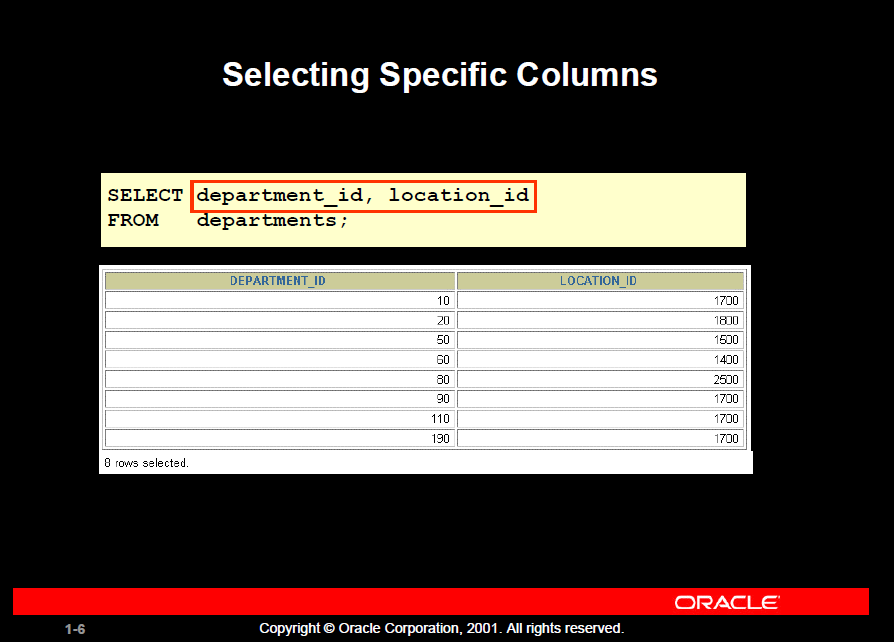 Selecting Specific Columns
SELECT department_id, location_id
FROM departments;
DEPARTMENT_ID LOCATION_ID
10 1700
20 1800
50 1500
60 1400
80 2500
90 1700
110 1700
190 1700
8 rows selected.
ORACLE
1-6 Copyright © Oracle Corporation, 2001. All rights reserved.